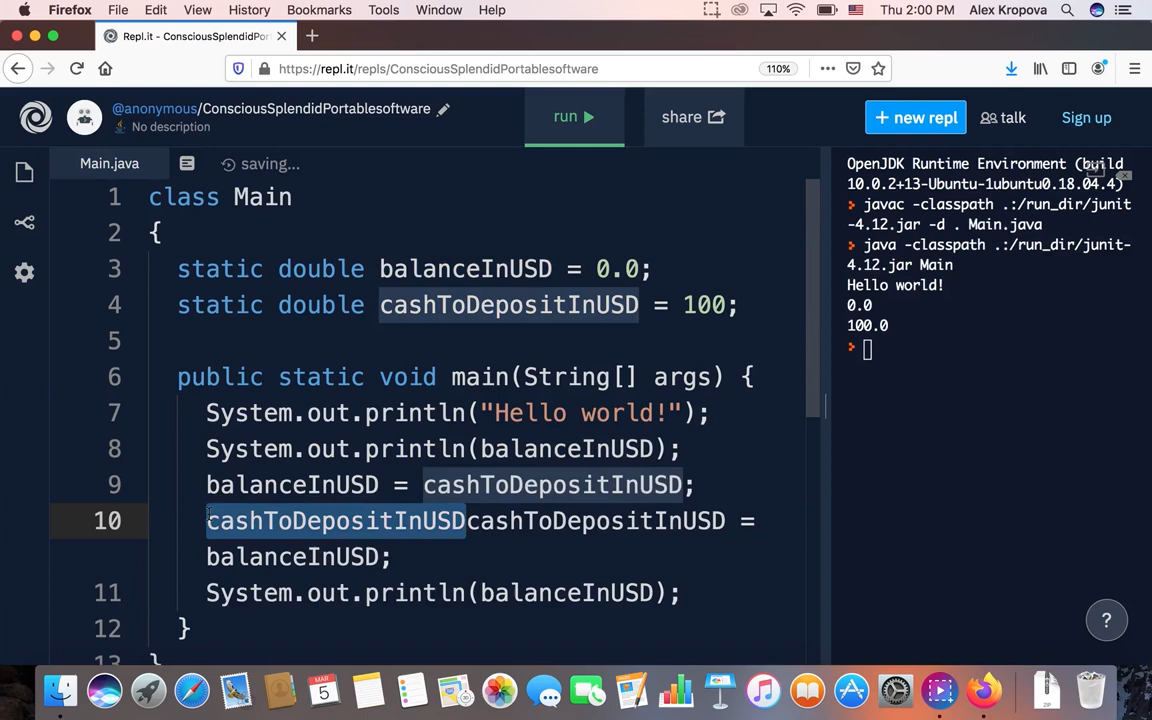 Firefox File Edit View History Bookmarks Tools Window Help Thu 2:00 PM Alex Kropova
Repl.it - ConsciousSplendidPor
https://repl.it/repls/ConsciousSplendidPortablesoftware 110%
@anonymous/ConsciousSplendidPortablesoftware
No description
run
share
+ new repl
talk
Sign up
Main.java
saving...
1 class Main
2 {
3 static double balanceInUSD = 0.0;
4 static double cashToDepositInUSD = 100;
5
6 public static void main(String[] args) {
7 System.out.println("Hello world!");
8 System.out.println(balanceInUSD);
9 balanceInUSD = cashToDepositInUSD;
10 cashToDepositInUSDcashToDepositInUSD =
balanceInUSD;
11 System.out.println(balanceInUSD);
12 }
13 }
OpenJDK Runtime Environment (build
10.0.2+13-Ubuntu-1ubuntu0.18.04.4)
> javac -classpath .:/run_dir/junit
-4.12.jar -d . Main.java
> java -classpath .:/run_dir/junit-
4.12.jar Main
Hello world!
0.0
100.0
>
?
MAR
5
ZIP